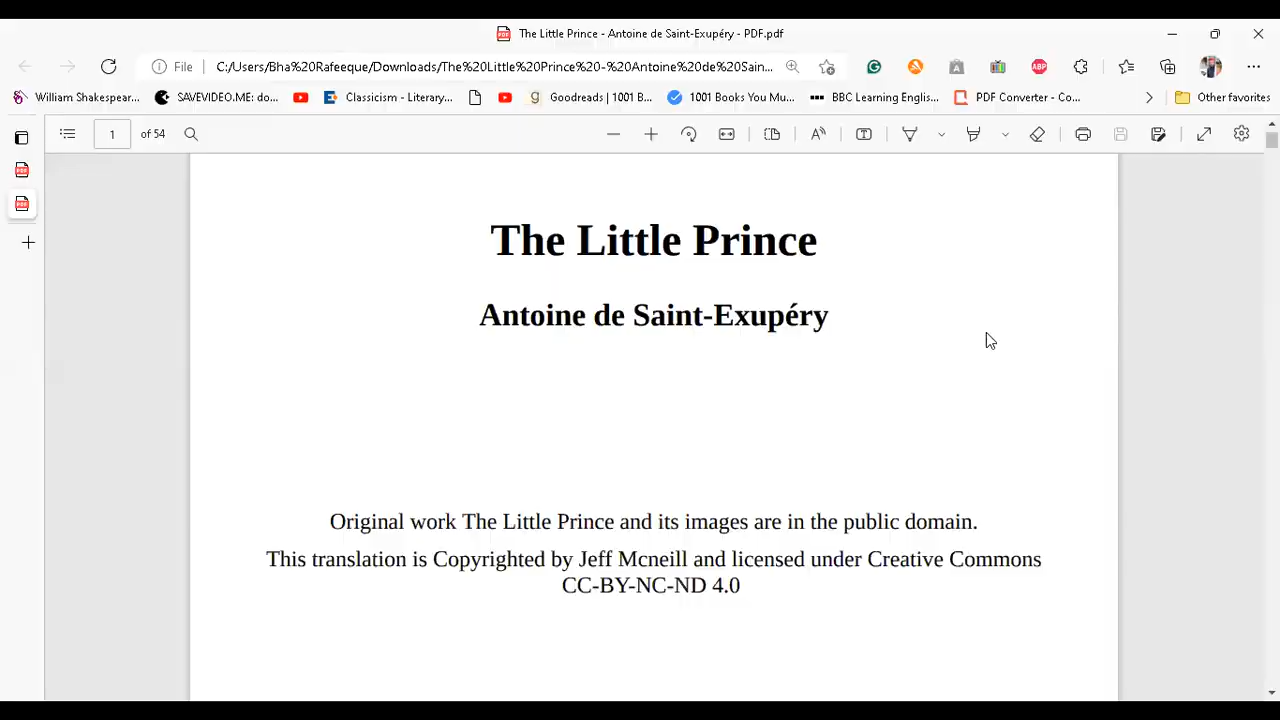 The Little Prince - Antoine de Saint-Exupéry - PDF.pdf
File C:/Users/Bha%20Rafeeque/Downloads/The%20Little%20Prince%20-%20Antoine%20de%20Sain...
William Shakespear... SAVEVIDEO.ME: do... Classicism - Literary... Goodreads | 1001 B... 1001 Books You Mu... BBC Learning Englis... PDF Converter - Co... Other favorites
1 of 54
The Little Prince
Antoine de Saint-Exupéry
Original work The Little Prince and its images are in the public domain.
This translation is Copyrighted by Jeff Mcneill and licensed under Creative Commons
CC-BY-NC-ND 4.0